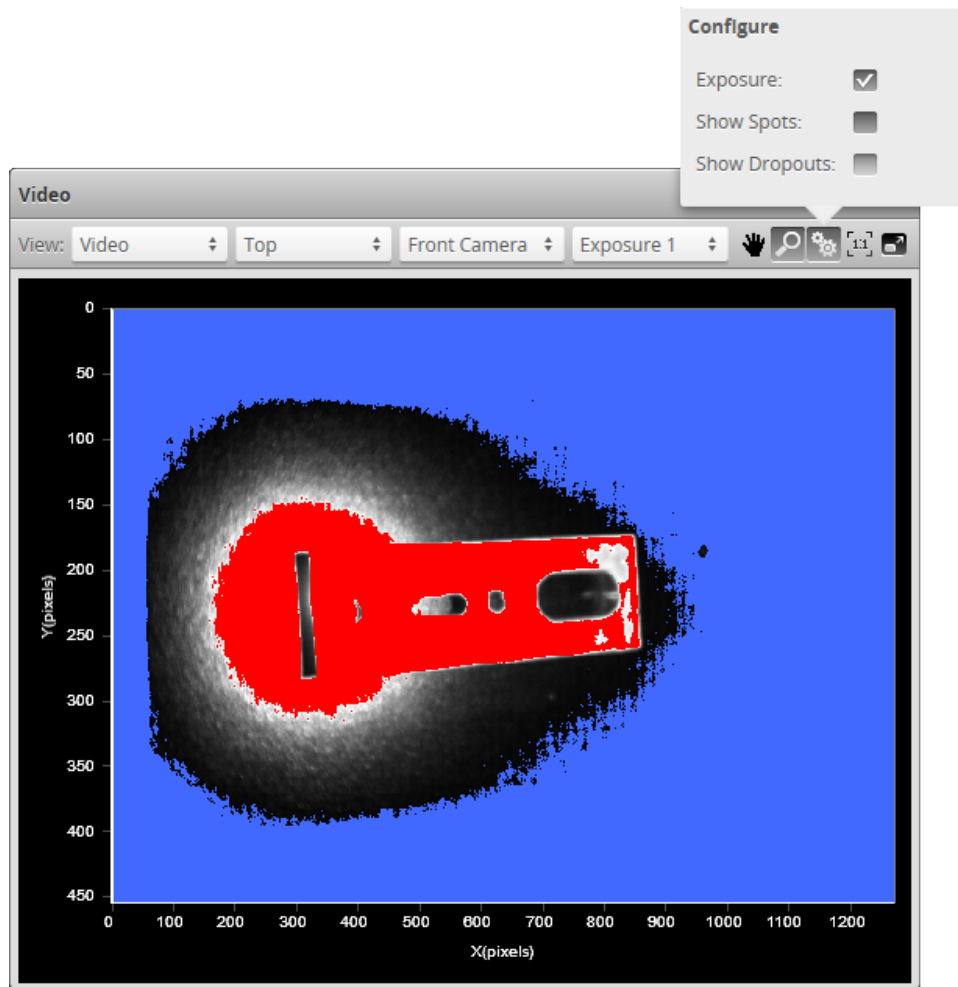 Configure
Exposure:
Show Spots:
Show Dropouts:
Video
View: Video Top Front Camera Exposure 1 1:1
0
50
100
150
200
250
300
350
400
450
Y(pixels)
0 100 200 300 400 500 600 700 800 900 1000 1100 1200
X(pixels)